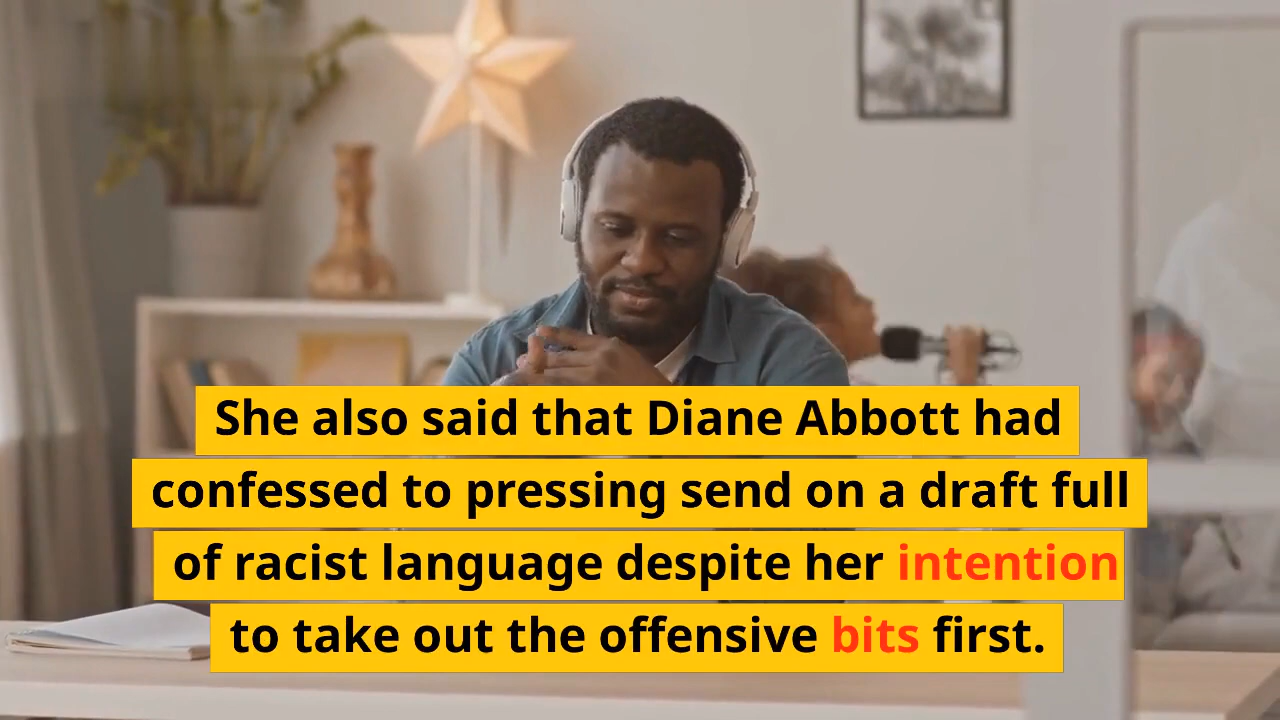 She also said that Diane Abbott had
confessed to pressing send on a draft full
of racist language despite her intention
to take out the offensive bits first.